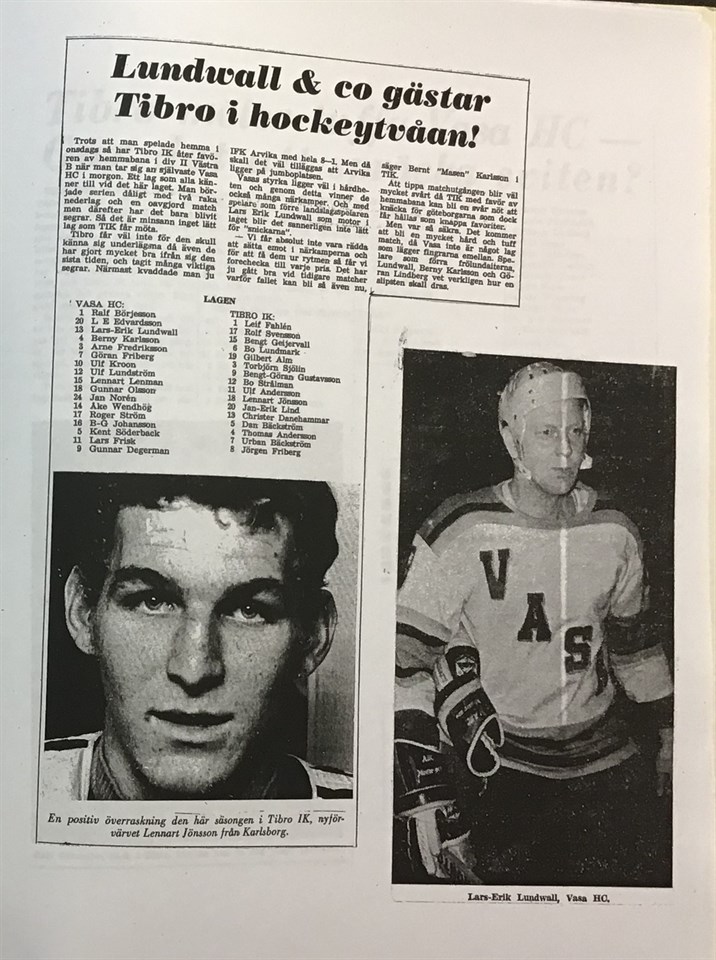 Lundwall & co gästar
Tibro i hockeytvåan!
Trots att man spelade hemma i
onsdags så har Tibro IK åter favö-
ren av hemmabana i div II Västra
B när man tar sig an självaste Vasa
HC i morgon. Ett lag som alla kän-
ner till vid det här laget. Man bör-
jade serien dåligt med två raka
nederlag och en oavgjord match
men därefter har det bara blivit
segrar. Så det är minsann inget lätt
lag som TIK får möta.
Tibro får väl inte för den skull
känna sig underlägsna då även de
har gjort mycket bra ifrån sig den
sista tiden, och tagit många viktiga
segrar. Närmast kvaddade man ju
IFK Arvika med hela 8—1. Men då
skall det väl tilläggas att Arvika
ligger på jumboplatsen.
Vasas styrka ligger väl i hårdhe-
ten och genom detta vinner de
också många närkamper. Och med
spelare som förre landslagsspelaren
Lars Erik Lundwall som motor i
laget blir det sannerligen inte lätt
för "snickarna".
— Vi får absolut inte vara rädda
att sätta emot i närkamperna och
för att få dem ur rytmen så får vi
forechecka till varje pris. Det har
ju gått bra vid tidigare matcher
varför fallet kan bli så även nu,
säger Bernt "Masen" Karlsson i
TIK.
Att tippa matchutgången blir väl
mycket svårt då TIK med favör av
hemmabana kan bli en svår nöt att
knäcka för göteborgarna som dock
får hållas som knappa favoriter.
Men var så säkra. Det kommer
att bli en mycket hård och tuff
match, då Vasa inte är något lag
som lägger fingrarna emellan. Spe-
lare som förra frölundaiterna,
Lundwall, Berny Karlsson och Gö-
ran Lindberg vet verkligen hur en
slipsten skall dras.
LAGEN
VASA HC:
1 Ralf Börjesson
20 L E Edvardsson
13 Lars-Erik Lundwall
4 Berny Karlsson
3 Arne Fredriksson
7 Göran Friberg
10 Ulf Kroon
12 Ulf Lundström
15 Lennart Lenman
18 Gunnar Olsson
24 Jan Norén
14 Åke Wendhög
17 Roger Ström
16 B-G Johansson
5 Kent Söderback
11 Lars Frisk
9 Gunnar Degerman
TIBRO IK:
1 Leif Fahlén
17 Rolf Svensson
15 Bengt Geijervall
6 Bo Lundmark
19 Gilbert Alm
3 Torbjörn Sjölin
9 Bengt-Göran Gustavsson
12 Bo Strålman
11 Ulf Andersson
18 Lennart Jönsson
20 Jan-Erik Lind
13 Christer Danehammar
5 Dan Bäckström
4 Thomas Andersson
7 Urban Bäckström
8 Jörgen Friberg
VAS
En positiv överraskning den här säsongen i Tibro IK, nyför-
värvet Lennart Jönsson från Karlsborg.
Lars-Erik Lundwall, Vasa HC.